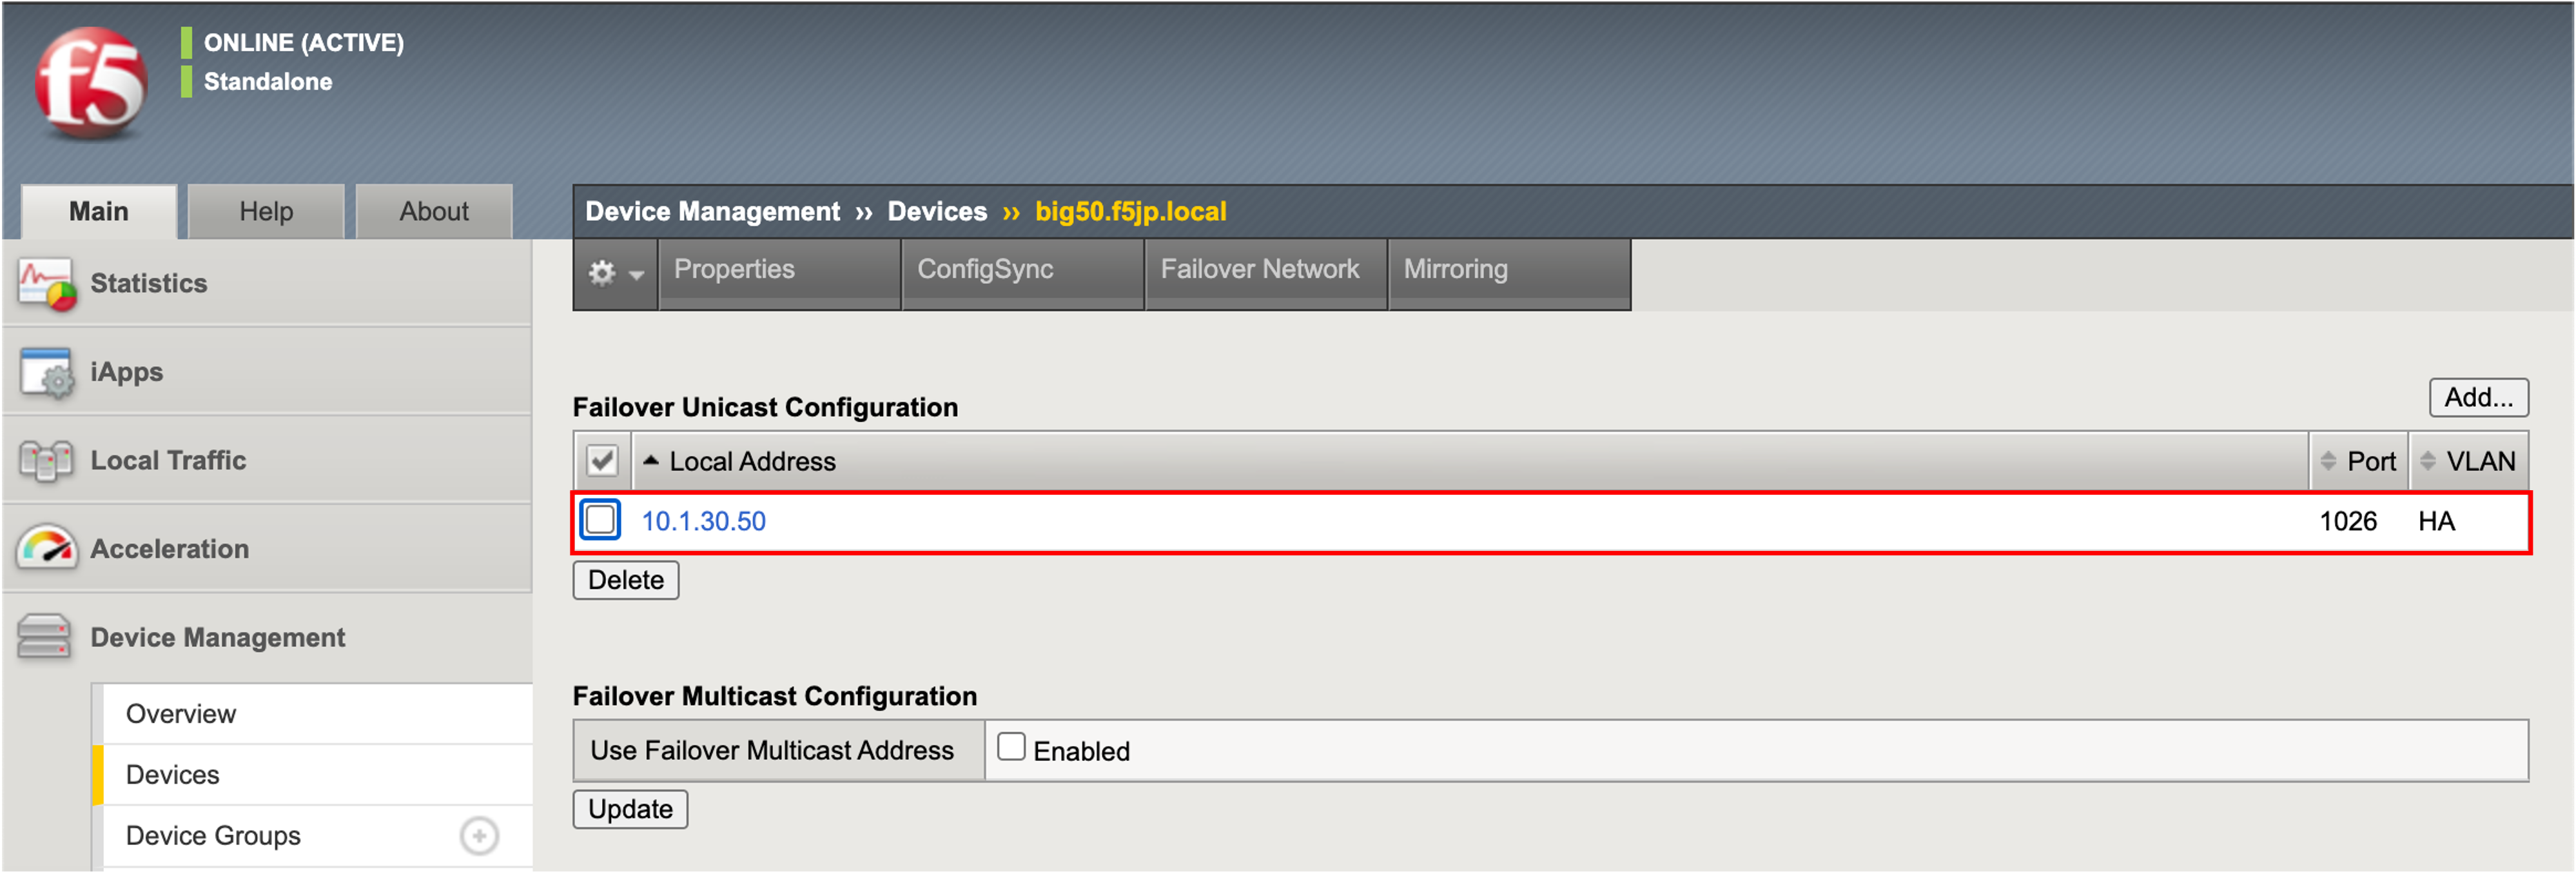 f5
ONLINE (ACTIVE)
Standalone
Main Help About
Device Management ›› Devices ›› big50.f5jp.local
Properties ConfigSync Failover Network Mirroring
Statistics
iApps
Local Traffic
Acceleration
Device Management
Overview
Devices
Device Groups
Failover Unicast Configuration
Add...
Local Address Port VLAN
10.1.30.50 1026 HA
Delete
Failover Multicast Configuration
Use Failover Multicast Address Enabled
Update